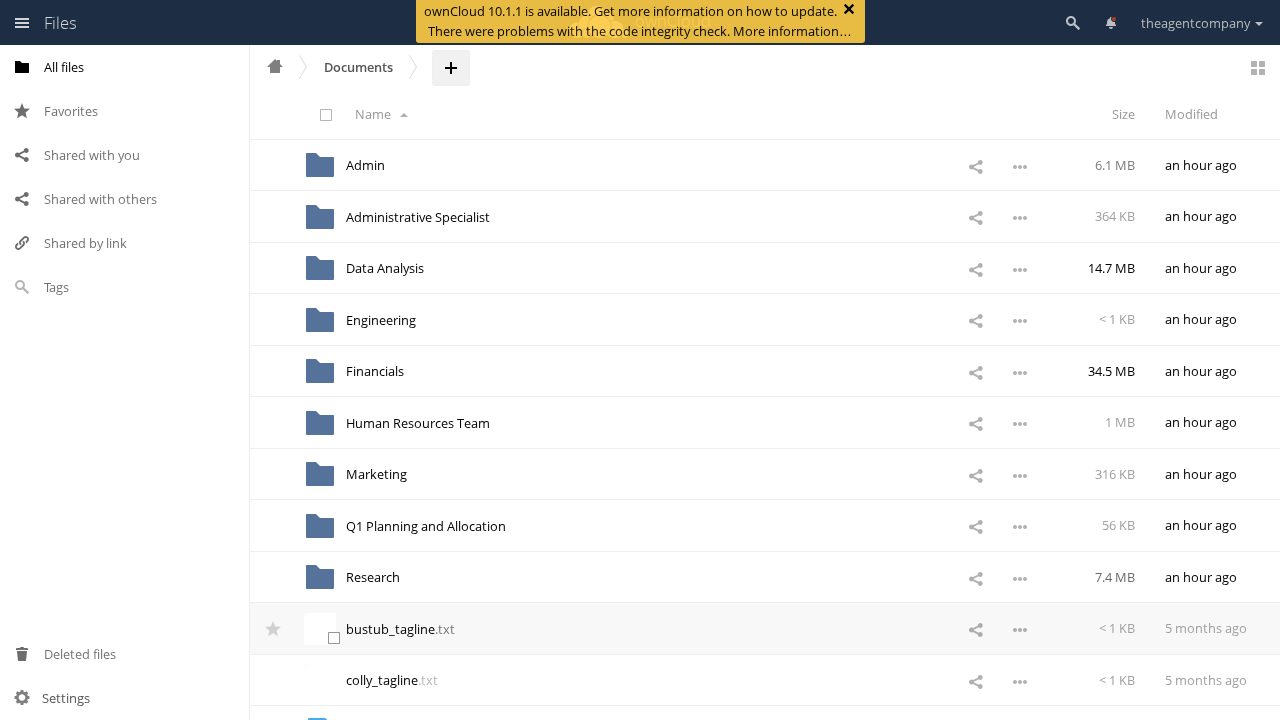 Files
ownCloud 10.1.1 is available. Get more information on how to update.
There were problems with the code integrity check. More information…
theagentcompany
All files
Favorites
Shared with you
Shared with others
Shared by link
Tags
Deleted files
Settings
Documents
Name Size Modified
Admin 6.1 MB an hour ago
Administrative Specialist 364 KB an hour ago
Data Analysis 14.7 MB an hour ago
Engineering < 1 KB an hour ago
Financials 34.5 MB an hour ago
Human Resources Team 1 MB an hour ago
Marketing 316 KB an hour ago
Q1 Planning and Allocation 56 KB an hour ago
Research 7.4 MB an hour ago
bustub_tagline.txt < 1 KB 5 months ago
colly_tagline.txt < 1 KB 5 months ago